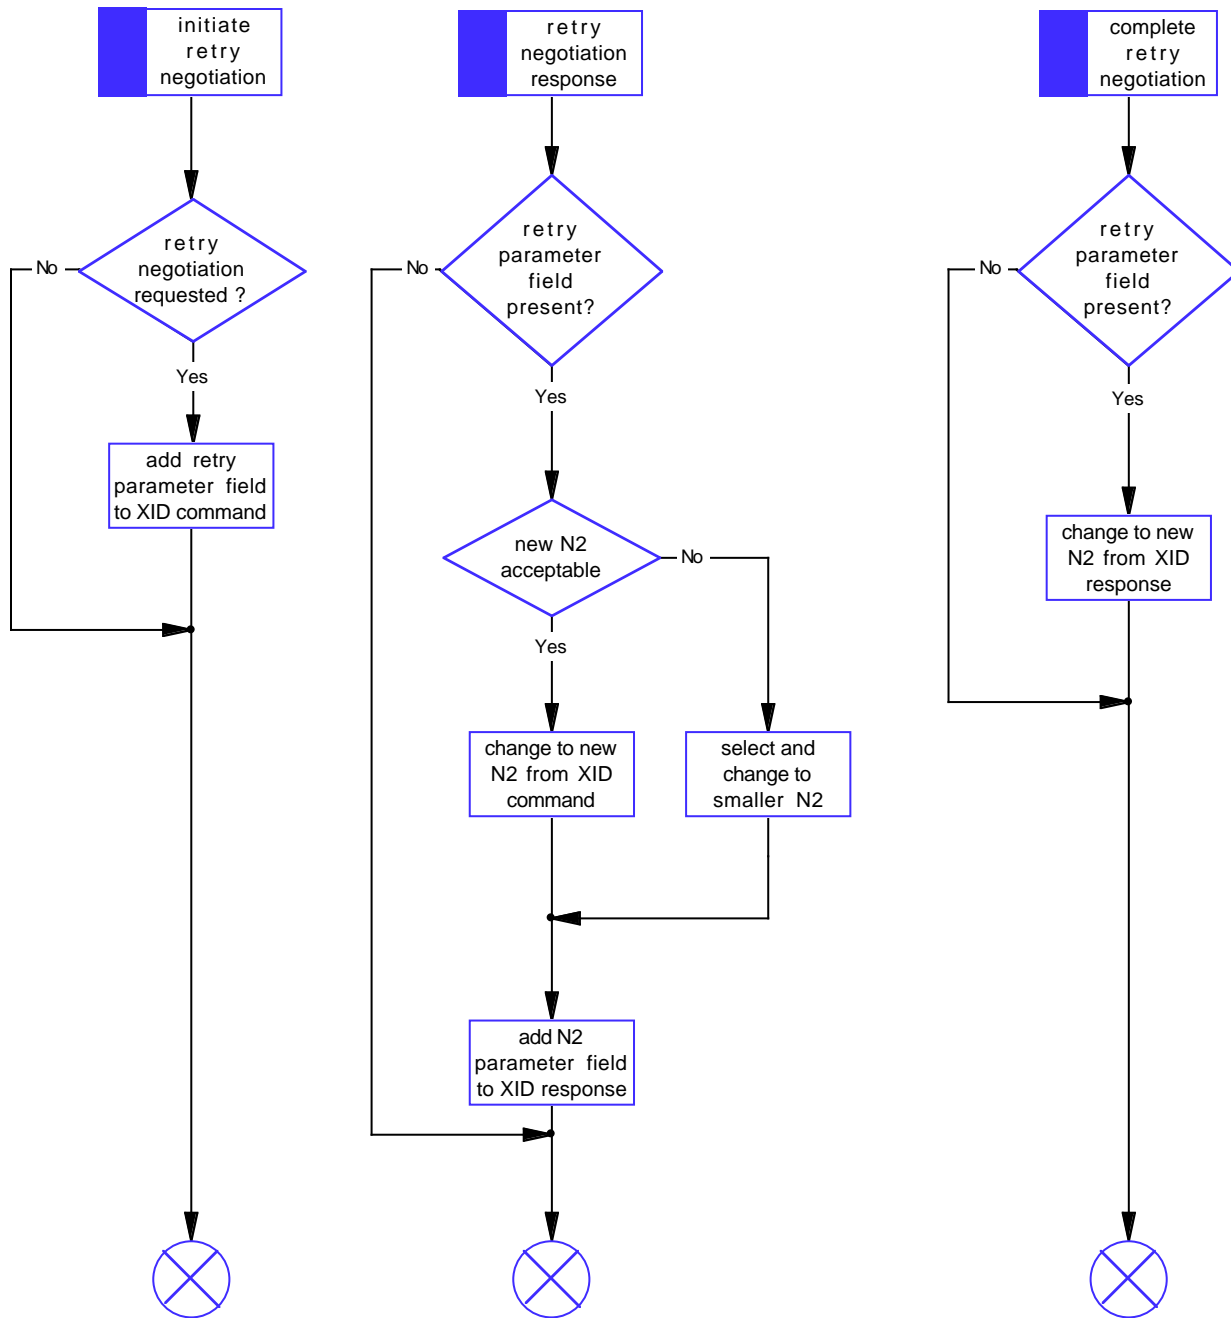 initiate
retry
negotiation
retry
negotiation
requested ?
No
Yes
add retry
parameter field
to XID command
retry
negotiation
response
retry
parameter
field
present?
No
Yes
new N2
acceptable
No
Yes
change to new
N2 from XID
command
select and
change to
smaller N2
add N2
parameter field
to XID response
complete
retry
negotiation
retry
parameter
field
present?
No
Yes
change to new
N2 from XID
response